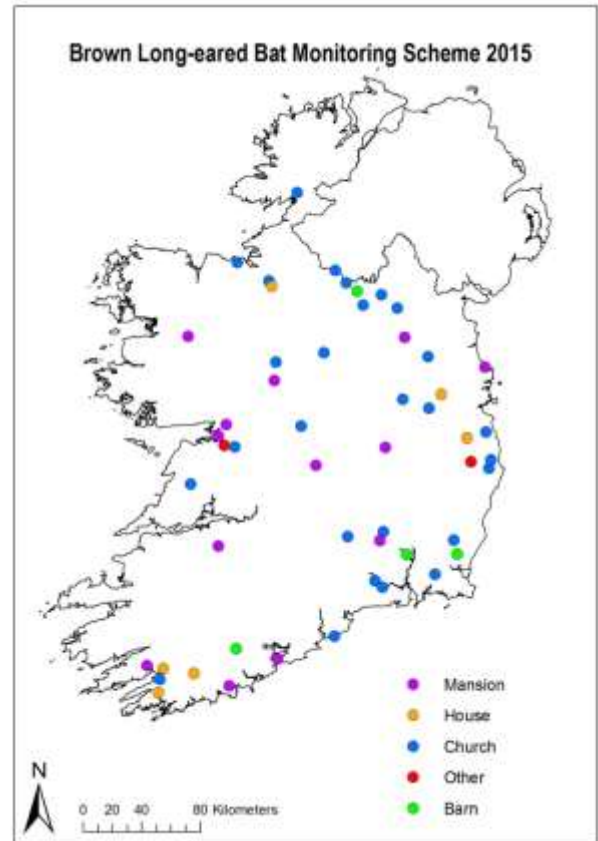 Brown Long-eared Bat Monitoring Scheme 2015
Mansion
House
Church
Other
Barn
N
0 20 40 80 Kilometers